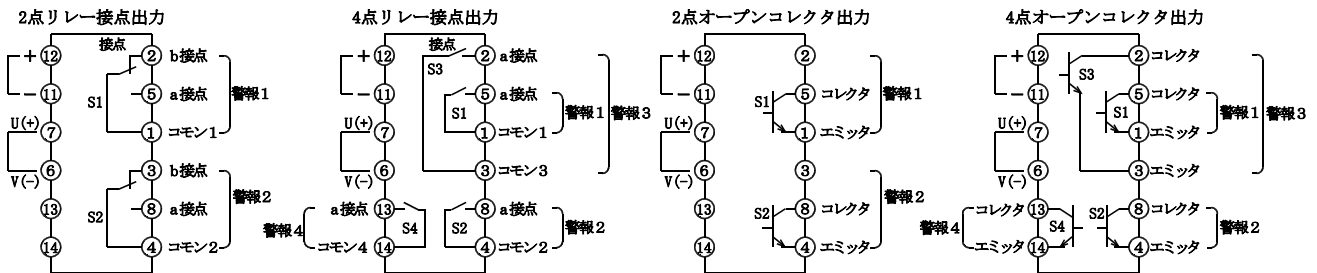 2点リレー接点出力
接点
+ ⑫ ② b接点
− ⑪ S1 ⑤ a接点 警報1
U(+) ⑦ ① コモン1
⑥ ③ b接点
V(-)
⑬ S2 ⑧ a接点 警報2
⑭ ④ コモン2
4点リレー接点出力
接点
+ ⑫ ② a接点
S3
− ⑪ ⑤ a接点
S1 警報1 警報3
U(+) ⑦ ① コモン1
⑥ ③ コモン3
V(-)
a接点 ⑬ ⑧ a接点
警報4 S4 S2 警報2
コモン4 ⑭ ④ コモン2
2点オープンコレクタ出力
+ ⑫ ②
− ⑪ S1 ⑤ コレクタ 警報1
U(+) ⑦ ① エミッタ
⑥ ③
V(-)
⑬ S2 ⑧ コレクタ 警報2
⑭ ④ エミッタ
4点オープンコレクタ出力
+ ⑫ ② コレクタ
S3
− ⑪ ⑤ コレクタ
S1 警報1 警報3
U(+) ⑦ ① エミッタ
⑥ ③ エミッタ
V(-)
コレクタ ⑬ ⑧ コレクタ
警報4 S4 S2 警報2
エミッタ ⑭ ④ エミッタ